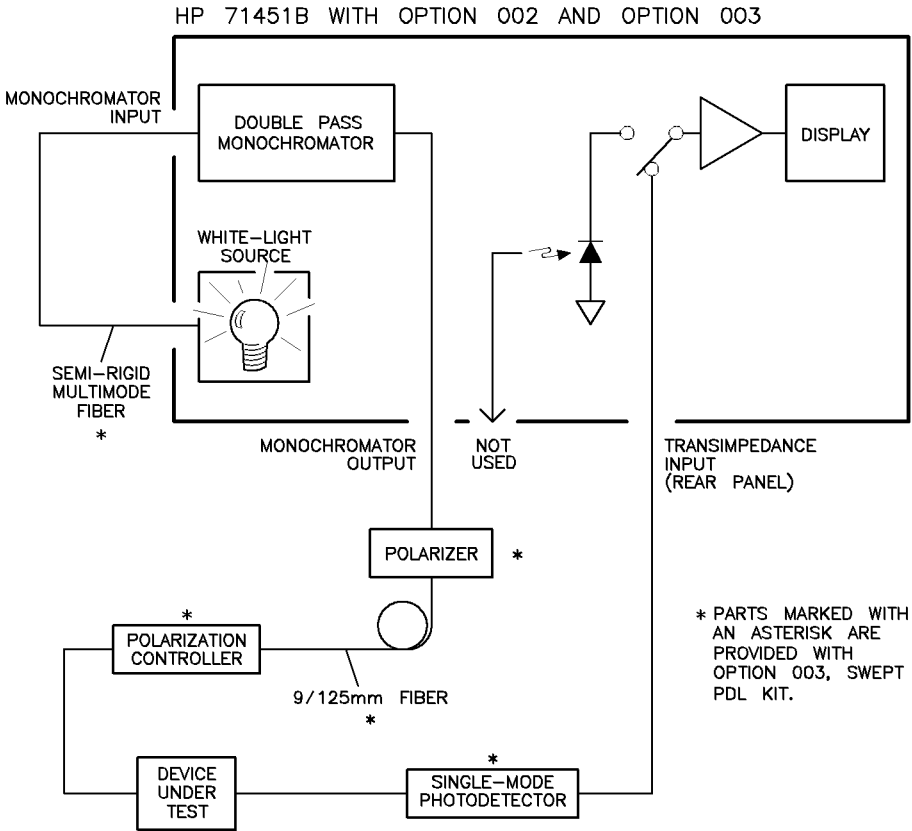 HP 71451B WITH OPTION 002 AND OPTION 003
MONOCHROMATOR
INPUT
DOUBLE PASS
MONOCHROMATOR
DISPLAY
WHITE-LIGHT
SOURCE
SEMI-RIGID
MULTIMODE
FIBER
*
MONOCHROMATOR
OUTPUT
NOT
USED
TRANSIMPEDANCE
INPUT
(REAR PANEL)
POLARIZER *
*
POLARIZATION
CONTROLLER
9/125mm FIBER
*
* PARTS MARKED WITH
AN ASTERISK ARE
PROVIDED WITH
OPTION 003, SWEPT
PDL KIT.
DEVICE
UNDER
TEST
*
SINGLE-MODE
PHOTODETECTOR